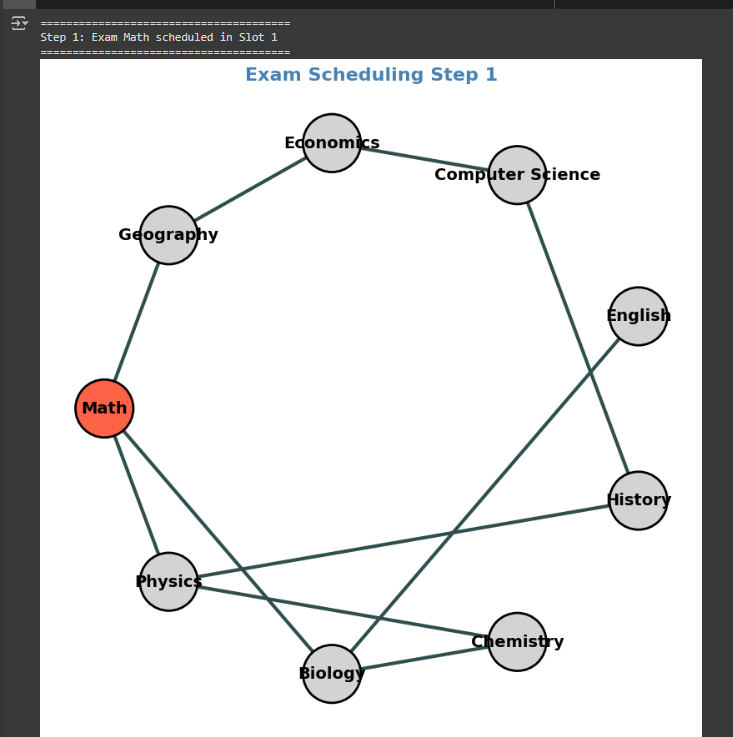 ======================================
Step 1: Exam Math scheduled in Slot 1
======================================
Exam Scheduling Step 1
Economics
Computer Science
Geography
English
Math
History
Physics
Chemistry
Biology